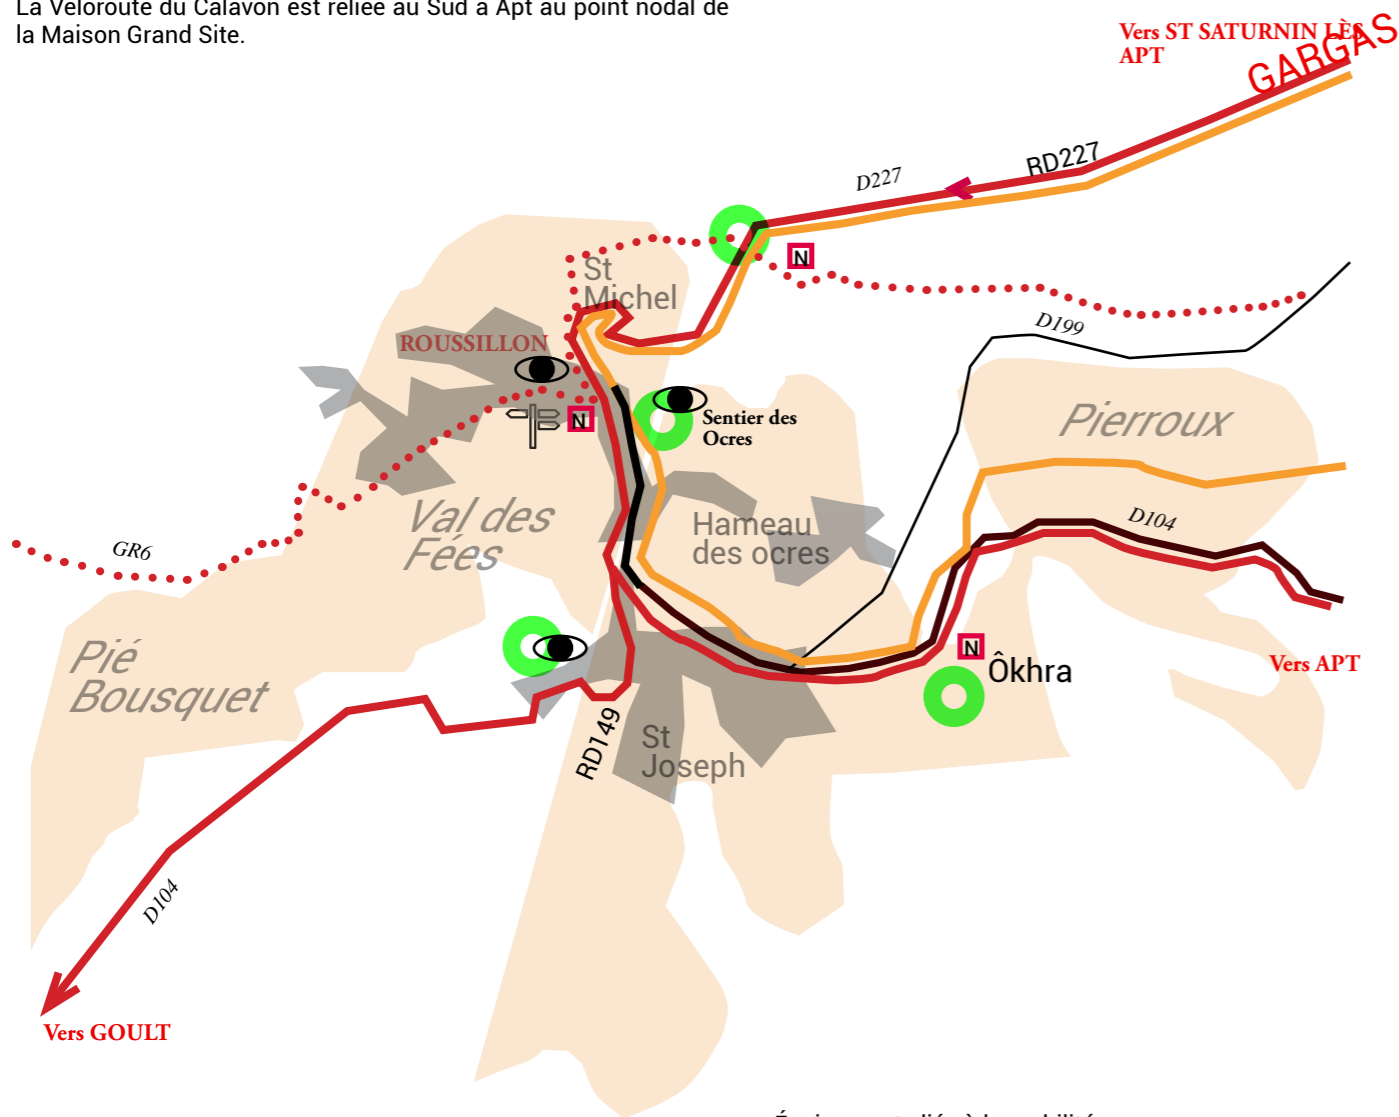 La Véloroute du Calavon est reliée au Sud à Apt au point nodal de
la Maison Grand Site.
Vers ST SATURNIN LÈS
APT
GARGAS
RD227
D227
N
St
Michel
D199
ROUSSILLON
N
Sentier des
Ocres
Pierroux
Val des
Fées
Hameau
des ocres
D104
GR6
Pié
Bousquet
N
Ôkhra
Vers APT
RD149
St
Joseph
D104
Vers GOULT